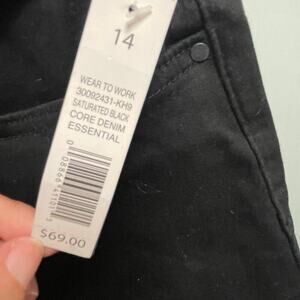 14
WEAR TO WORK
30092431-KH9
SATURATED BLACK
CORE DENIM
ESSENTIAL
$69.00